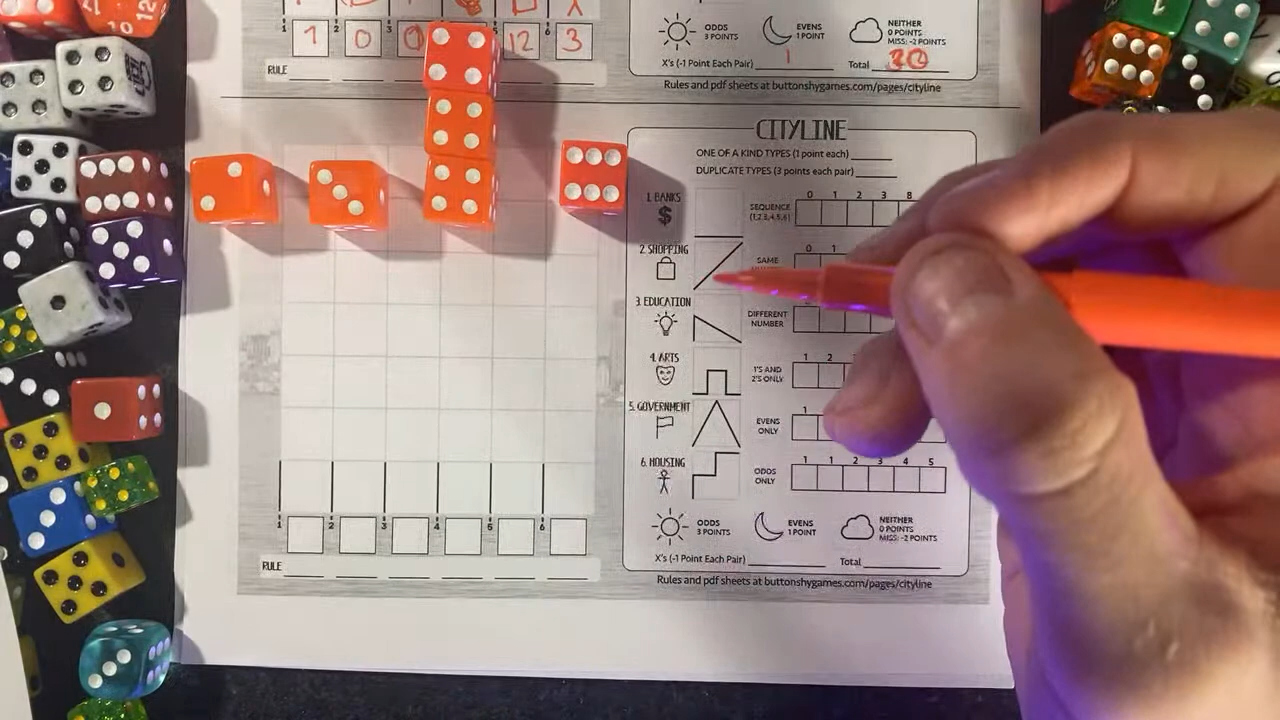 1 2 3 6
1 0 0 12 3
RULE
ODDS
3 POINTS
EVENS
1 POINT
NEITHER
0 POINTS
MISS: -2 POINTS
X's (-1 Point Each Pair) 1
Total 30
Rules and pdf sheets at buttonshygames.com/pages/cityline
CITYLINE
ONE OF A KIND TYPES (1 point each)
DUPLICATE TYPES (3 points each pair)
1. BANKS
$
SEQUENCE
(1,2,3,4,5,6)
0 1 2 3 8
2. SHOPPING
SAME
0 1
3. EDUCATION
DIFFERENT
NUMBER
4. ARTS
1'S AND
2'S ONLY
1 2
5. GOVERNMENT
EVENS
ONLY
1
6. HOUSING
ODDS
ONLY
1 1 2 3 4 5
1 2 3 4 5 6
ODDS
3 POINTS
EVENS
1 POINT
NEITHER
0 POINTS
MISS: -2 POINTS
X's (-1 Point Each Pair)
Total
RULE
Rules and pdf sheets at buttonshygames.com/pages/cityline